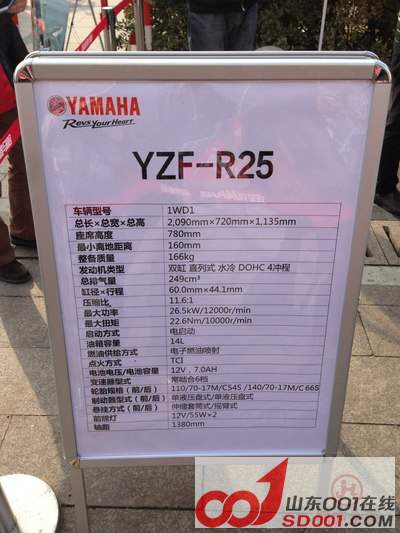 YAMAHA
Revs Your Heart
YZF-R25
车辆型号 1WD1
总长×总宽×总高 2,090mm×720mm×1,135mm
座席高度 780mm
最小离地距离 160mm
整备质量 166kg
发动机类型 双缸 直列式 水冷 DOHC 4冲程
总排气量 249cm³
缸径×行程 60.0mm×44.1mm
压缩比 11.6:1
最大功率 26.5kW/12000r/min
最大扭矩 22.6Nm/10000r/min
启动方式 电启动
油箱容量 14L
燃油供给方式 电子燃油喷射
点火方式 TCI
电池电压/电池容量 12V，7.0AH
变速器型式 常啮合6档
轮胎规格（前/后） 110/70-17M/C54S /140/70-17M/C66S
制动器型式（前/后） 单液压盘式/单液压盘式
悬挂方式（前/后） 伸缩套筒式/摇臂式
前照灯 12V/55W×2
轴距 1380mm
山东001在线
SD001.com